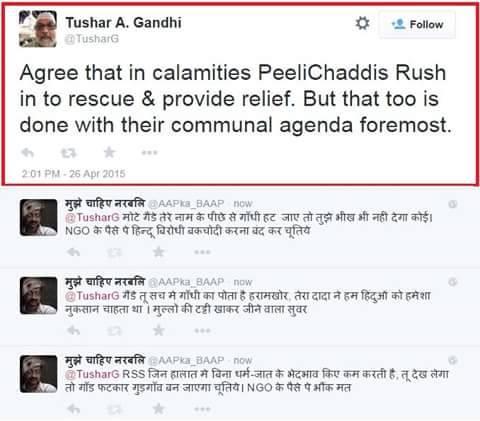 Tushar A. Gandhi
@TusharG
Follow
Agree that in calamities PeeliChaddis Rush
in to rescue & provide relief. But that too is
done with their communal agenda foremost.
2:01 PM - 26 Apr 2015
मुझे चाहिए नरबलि @AAPka_BAAP · now
@TusharG मोटे गैंडे तेरे नाम के पीछे से गाँधी हट जाए तो तुझे भीख भी नही देगा कोई।
NGO के पैसे पे हिन्दू बिरोधी बकचोदी करना बंद कर चूतिये
मुझे चाहिए नरबलि @AAPka_BAAP · now
@TusharG गैंडे तू सच मे गाँधी का पोता है हरामखोर, तेरा दादा ने हम हिंदुओं को हमेशा
नुकसान चाहता था । मुल्लो की टट्टी खाकर जीने वाला सुवर
मुझे चाहिए नरबलि @AAPka_BAAP · now
@TusharG RSS जिन हालात मे बिना धर्म-जात के भेदभाव किए कम करती है, तू देख लेगा
तो गाँड फटकार गुड़गाँव बन जाएगा चूतिये। NGO के पैसे पे भौंक मत